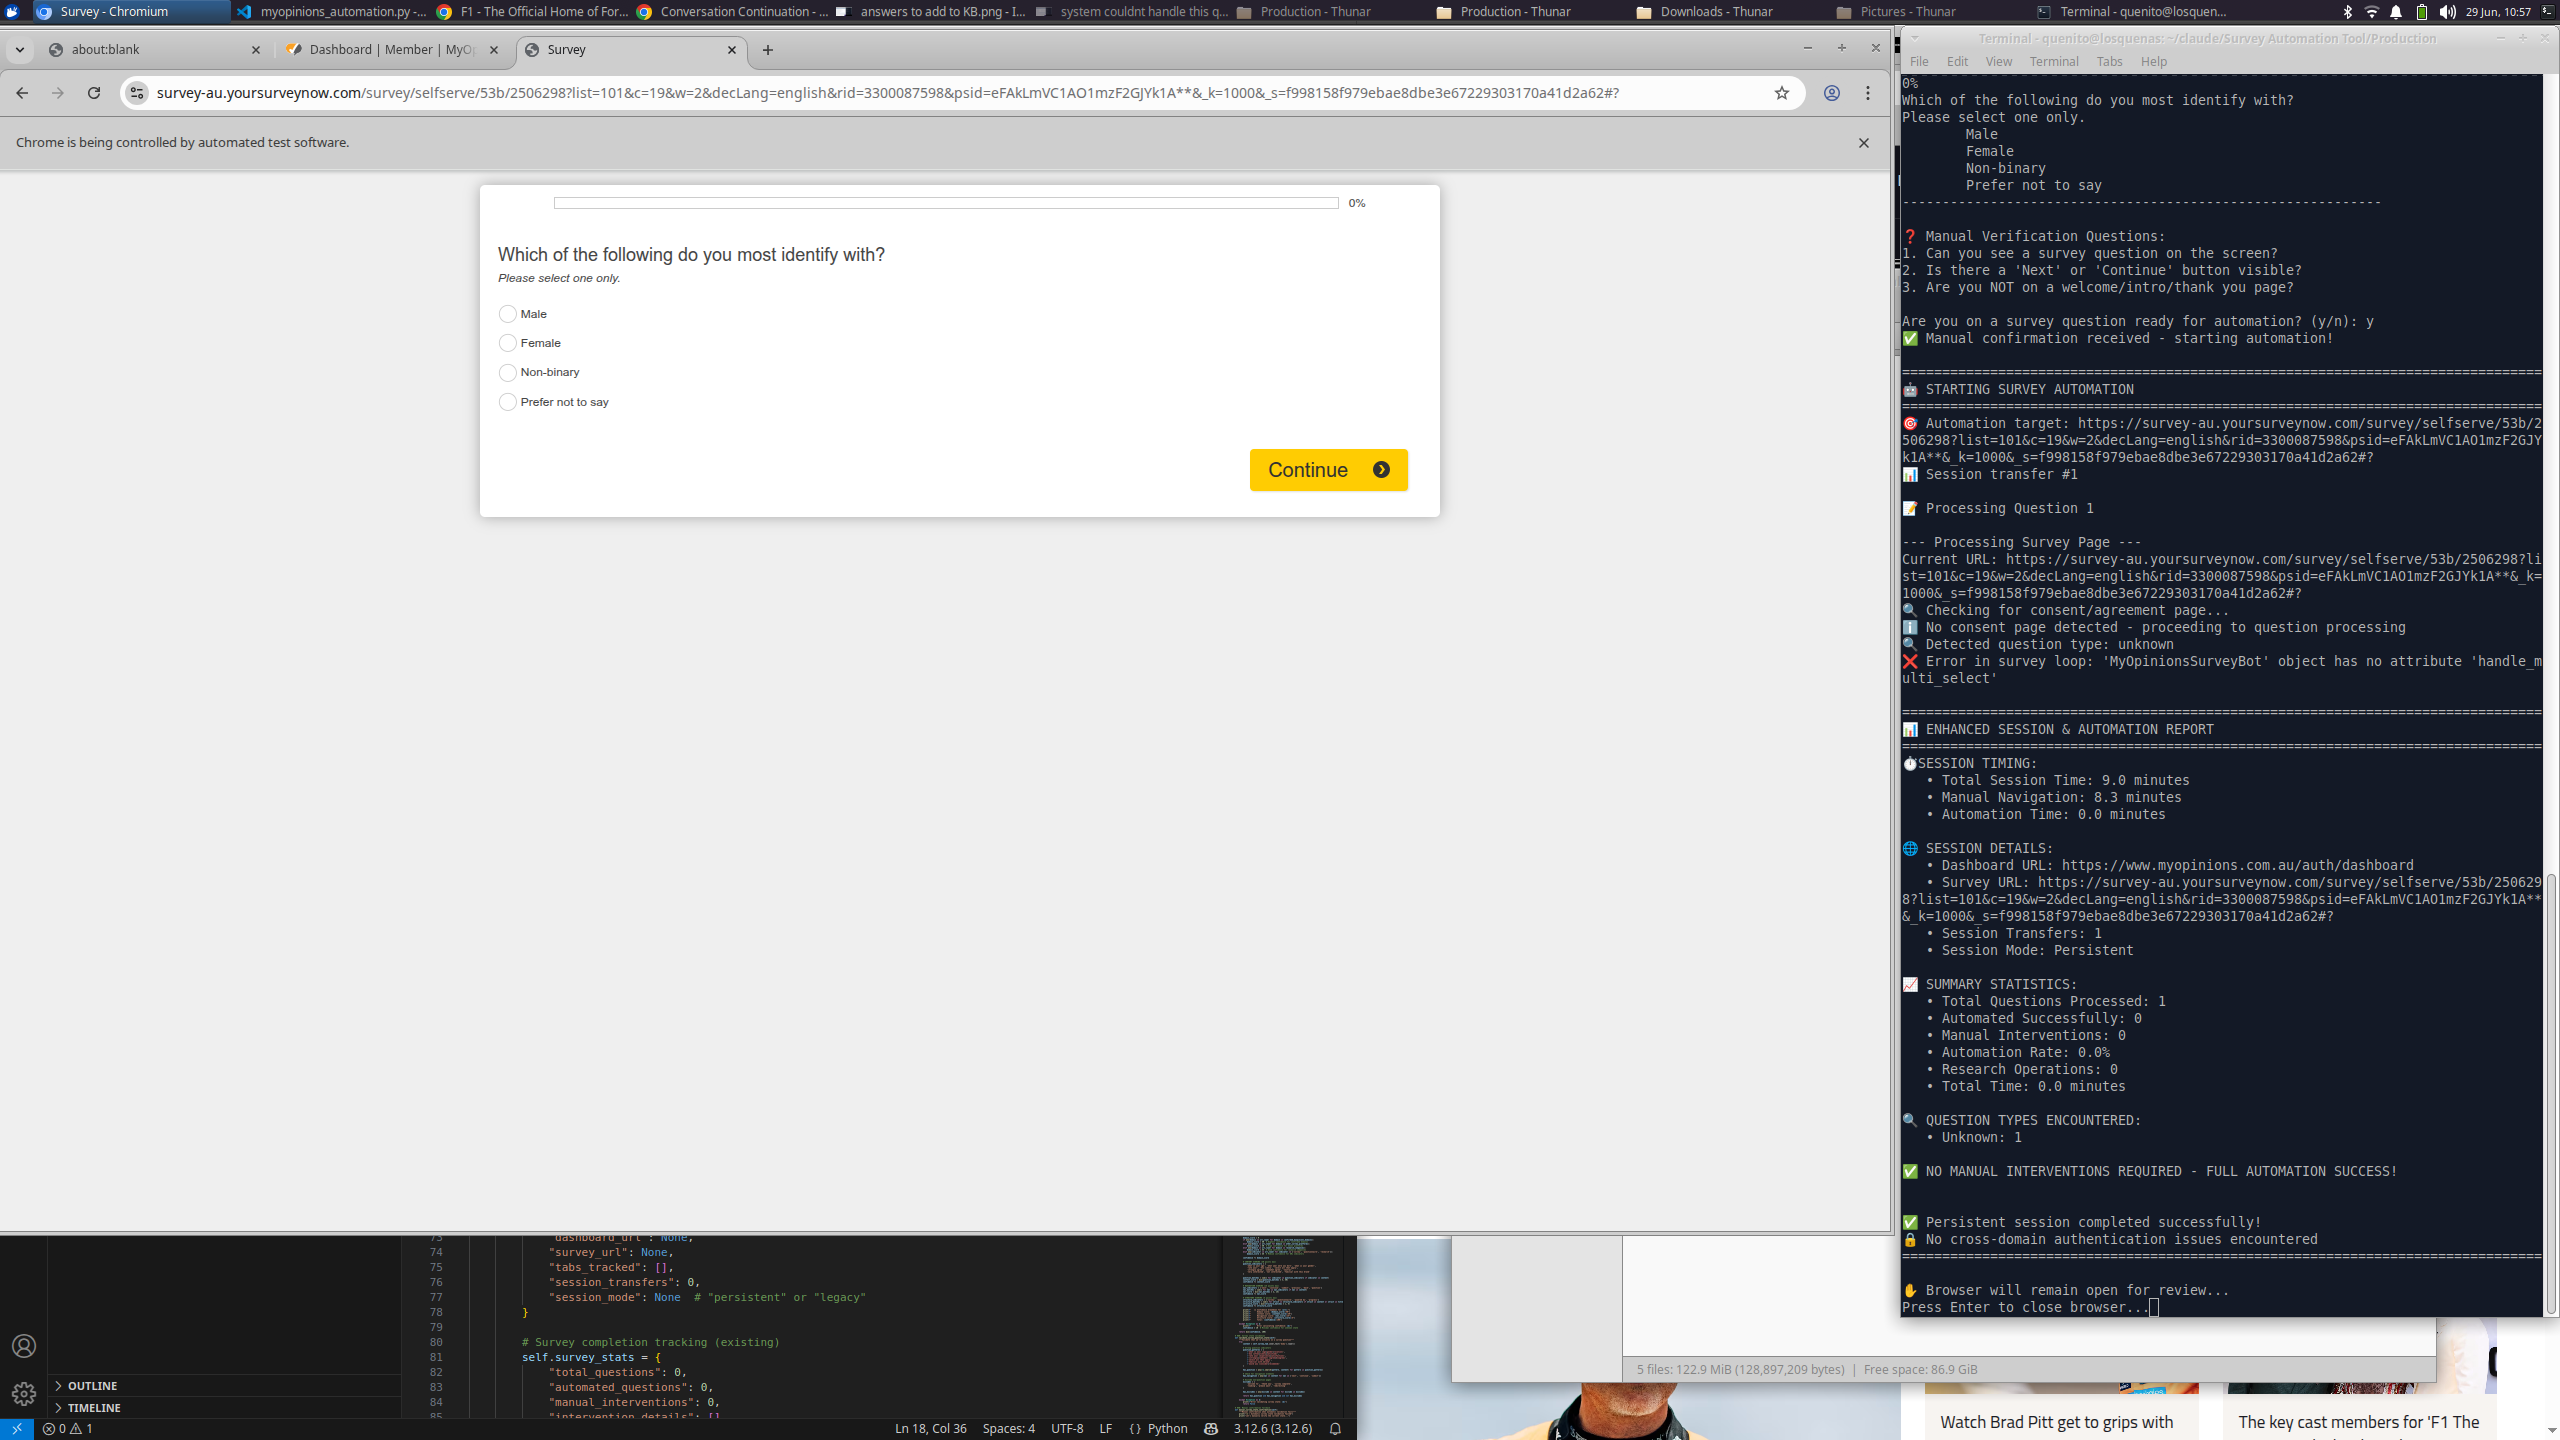 Survey - Chromium
myopinions_automation.py -...
F1 - The Official Home of For...
Conversation Continuation - ...
answers to add to KB.png - I...
system couldnt handle this q...
Production - Thunar
Production - Thunar
Downloads - Thunar
Pictures - Thunar
Terminal - quenito@losquen...
29 Jun, 10:57
about:blank
Dashboard | Member | MyOp
Survey
survey-au.yoursurveynow.com/survey/selfserve/53b/2506298?list=101&c=19&w=2&decLang=english&rid=3300087598&psid=eFAkLmVC1AO1mzF2GJYk1A**&_k=1000&_s=f998158f979ebae8dbe3e67229303170a41d2a62#?
Chrome is being controlled by automated test software.
0%
Which of the following do you most identify with?
Please select one only.
Male
Female
Non-binary
Prefer not to say
Continue
Terminal - quenito@losquenas: ~/claude/Survey Automation Tool/Production
File Edit View Terminal Tabs Help
0%
Which of the following do you most identify with?
Please select one only.
Male
Female
Non-binary
Prefer not to say
------------------------------------------------------------
❓ Manual Verification Questions:
1. Can you see a survey question on the screen?
2. Is there a 'Next' or 'Continue' button visible?
3. Are you NOT on a welcome/intro/thank you page?
Are you on a survey question ready for automation? (y/n): y
✅ Manual confirmation received - starting automation!
================================================================================
🤖 STARTING SURVEY AUTOMATION
================================================================================
🎯 Automation target: https://survey-au.yoursurveynow.com/survey/selfserve/53b/2
506298?list=101&c=19&w=2&decLang=english&rid=3300087598&psid=eFAkLmVC1AO1mzF2GJY
k1A**&_k=1000&_s=f998158f979ebae8dbe3e67229303170a41d2a62#?
📊 Session transfer #1
📝 Processing Question 1
--- Processing Survey Page ---
Current URL: https://survey-au.yoursurveynow.com/survey/selfserve/53b/2506298?li
st=101&c=19&w=2&decLang=english&rid=3300087598&psid=eFAkLmVC1AO1mzF2GJYk1A**&_k=
1000&_s=f998158f979ebae8dbe3e67229303170a41d2a62#?
🔍 Checking for consent/agreement page...
ℹ️ No consent page detected - proceeding to question processing
🔍 Detected question type: unknown
❌ Error in survey loop: 'MyOpinionsSurveyBot' object has no attribute 'handle_m
ulti_select'
================================================================================
📊 ENHANCED SESSION & AUTOMATION REPORT
================================================================================
⏱️SESSION TIMING:
• Total Session Time: 9.0 minutes
• Manual Navigation: 8.3 minutes
• Automation Time: 0.0 minutes
🌐 SESSION DETAILS:
• Dashboard URL: https://www.myopinions.com.au/auth/dashboard
• Survey URL: https://survey-au.yoursurveynow.com/survey/selfserve/53b/250629
8?list=101&c=19&w=2&decLang=english&rid=3300087598&psid=eFAkLmVC1AO1mzF2GJYk1A**
&_k=1000&_s=f998158f979ebae8dbe3e67229303170a41d2a62#?
• Session Transfers: 1
• Session Mode: Persistent
📈 SUMMARY STATISTICS:
• Total Questions Processed: 1
• Automated Successfully: 0
• Manual Interventions: 0
• Automation Rate: 0.0%
• Research Operations: 0
• Total Time: 0.0 minutes
🔍 QUESTION TYPES ENCOUNTERED:
• Unknown: 1
✅ NO MANUAL INTERVENTIONS REQUIRED - FULL AUTOMATION SUCCESS!
✅ Persistent session completed successfully!
🔒 No cross-domain authentication issues encountered
================================================================================
✋ Browser will remain open for review...
Press Enter to close browser...
73 "dashboard_url": None,
74 "survey_url": None,
75 "tabs_tracked": [],
76 "session_transfers": 0,
77 "session_mode": None # "persistent" or "legacy"
78 }
79
80 # Survey completion tracking (existing)
81 self.survey_stats = {
82 "total_questions": 0,
83 "automated_questions": 0,
84 "manual_interventions": 0,
85 "intervention_details": []
OUTLINE
TIMELINE
0 1
Ln 18, Col 36 Spaces: 4 UTF-8 LF {} Python 3.12.6 (3.12.6)
5 files: 122.9 MiB (128,897,209 bytes) | Free space: 86.9 GiB
Watch Brad Pitt get to grips with
The key cast members for 'F1 The